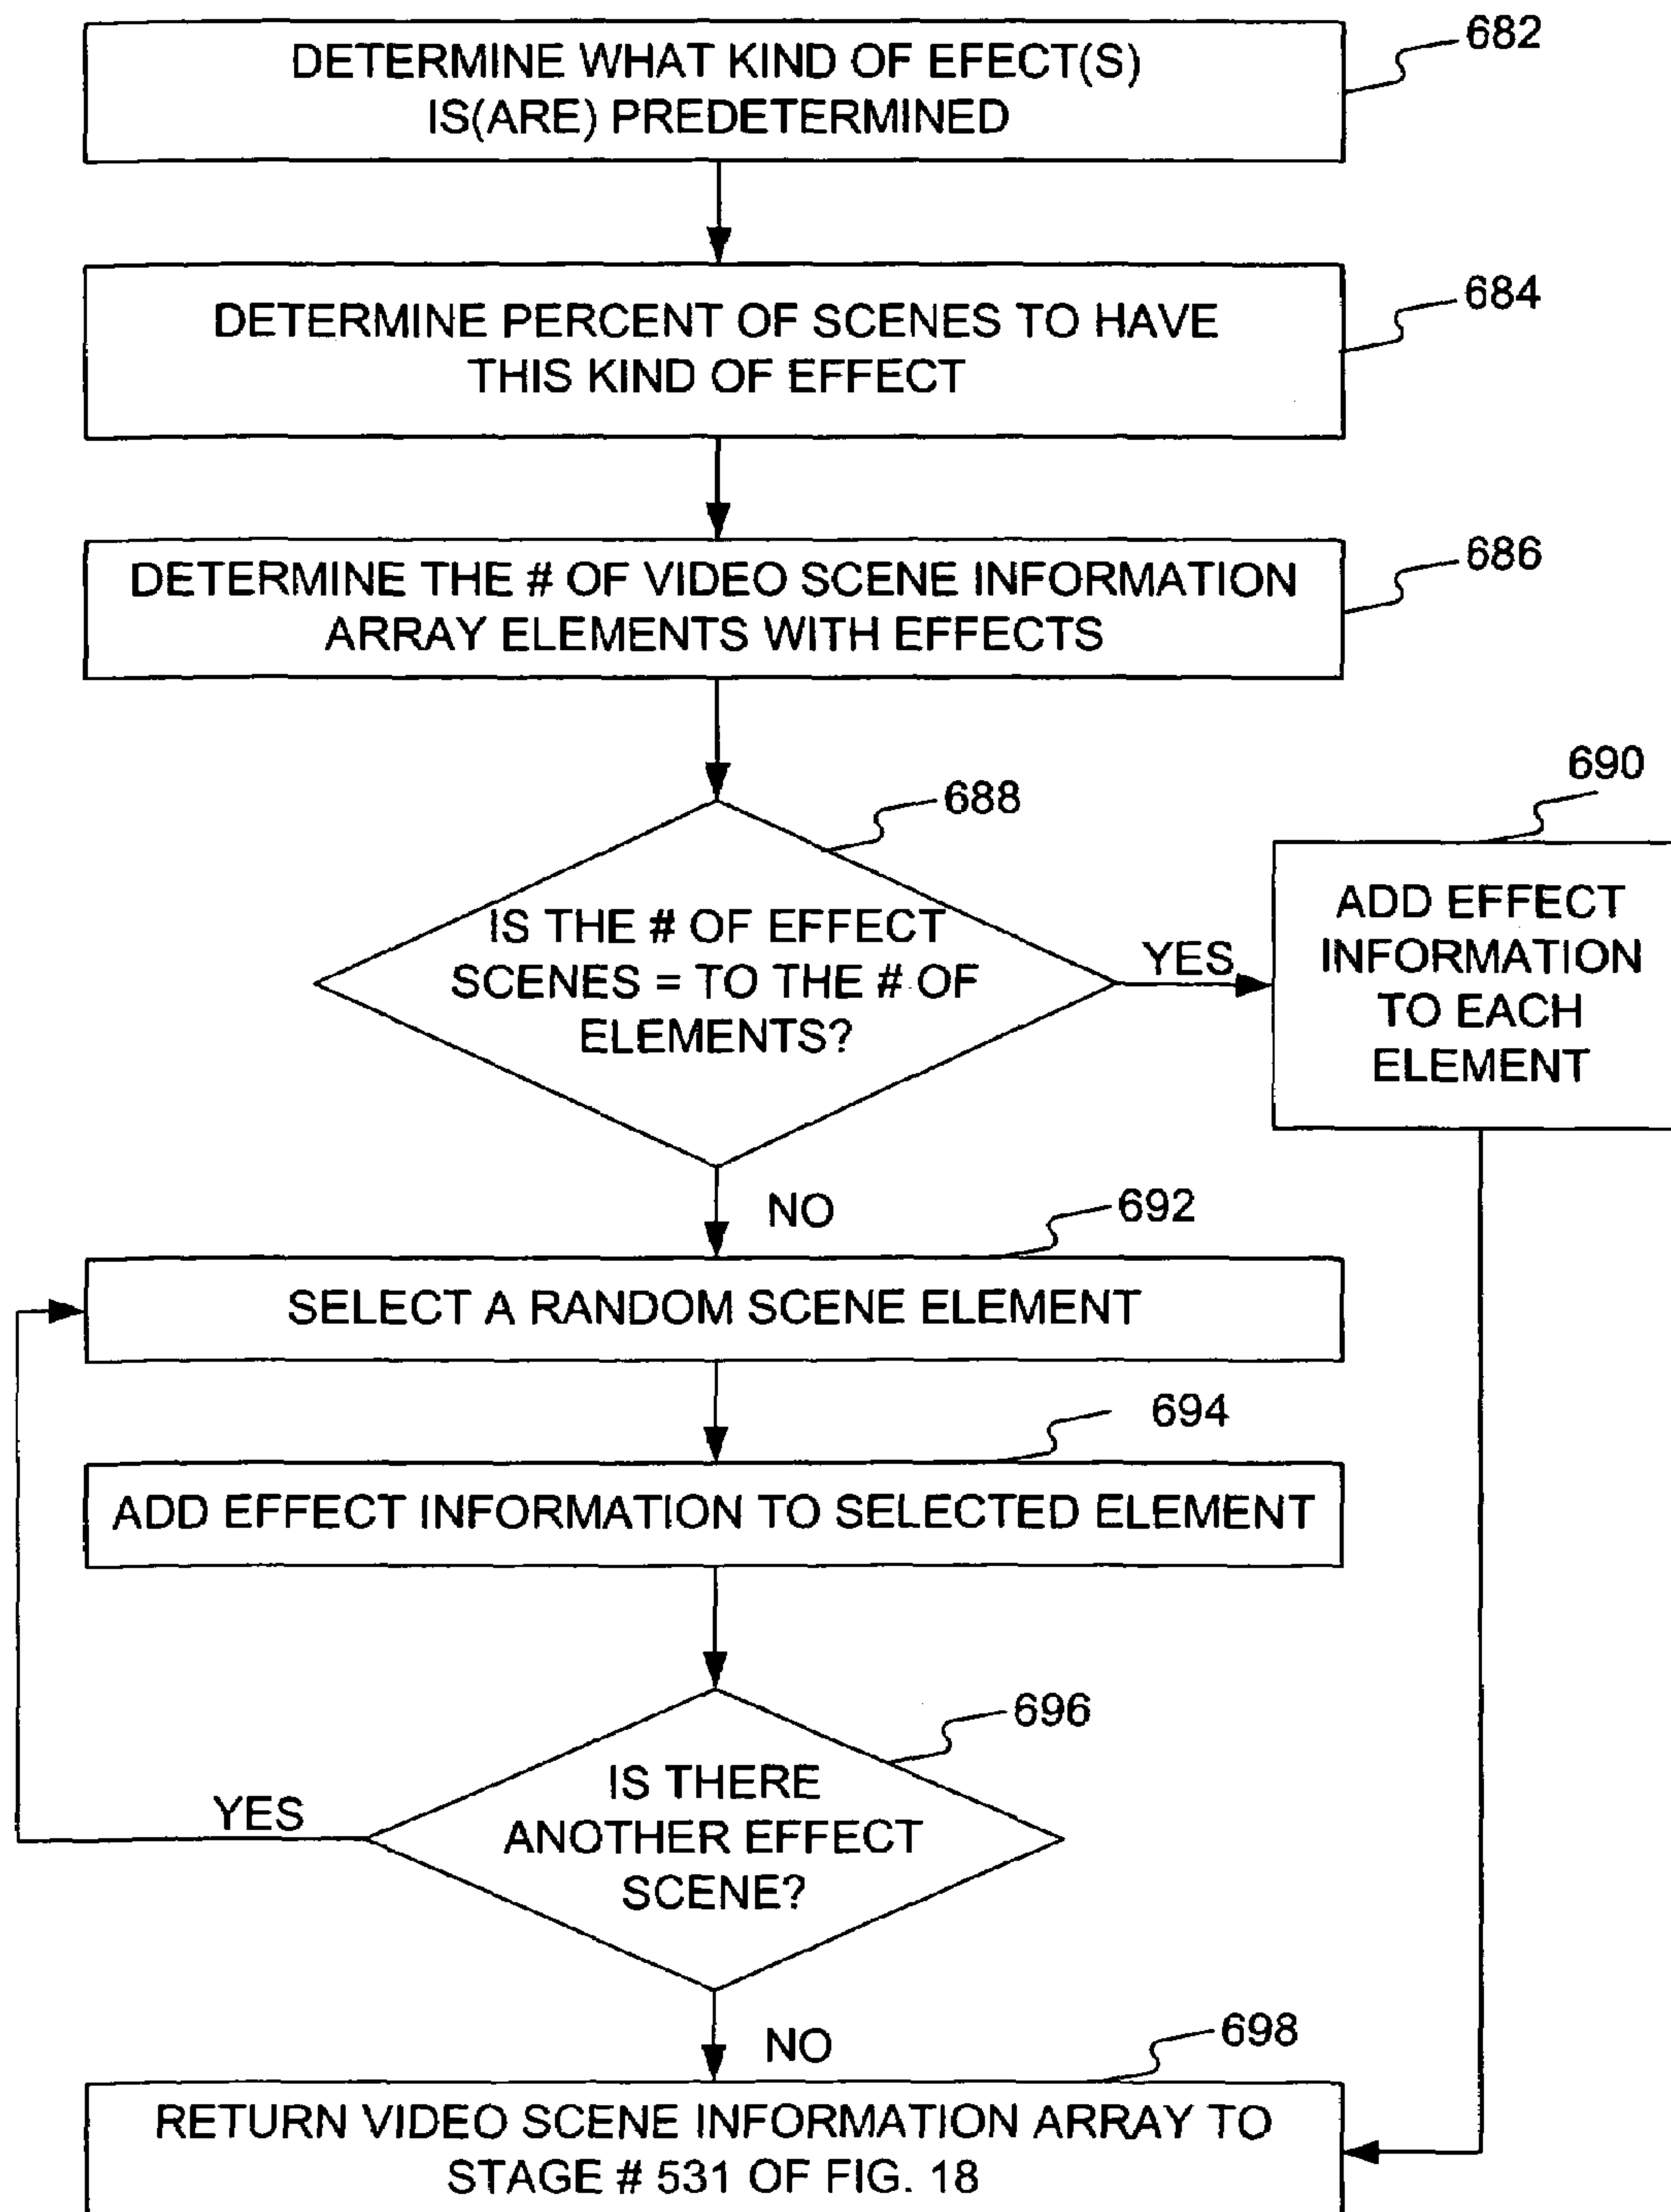 DETERMINE WHAT KIND OF EFECT(S)
IS(ARE) PREDETERMINED
682
DETERMINE PERCENT OF SCENES TO HAVE
THIS KIND OF EFFECT
684
DETERMINE THE # OF VIDEO SCENE INFORMATION
ARRAY ELEMENTS WITH EFFECTS
686
688
IS THE # OF EFFECT
SCENES = TO THE # OF
ELEMENTS?
YES
690
ADD EFFECT
INFORMATION
TO EACH
ELEMENT
NO
692
SELECT A RANDOM SCENE ELEMENT
694
ADD EFFECT INFORMATION TO SELECTED ELEMENT
696
IS THERE
ANOTHER EFFECT
SCENE?
YES
NO
698
RETURN VIDEO SCENE INFORMATION ARRAY TO
STAGE # 531 OF FIG. 18